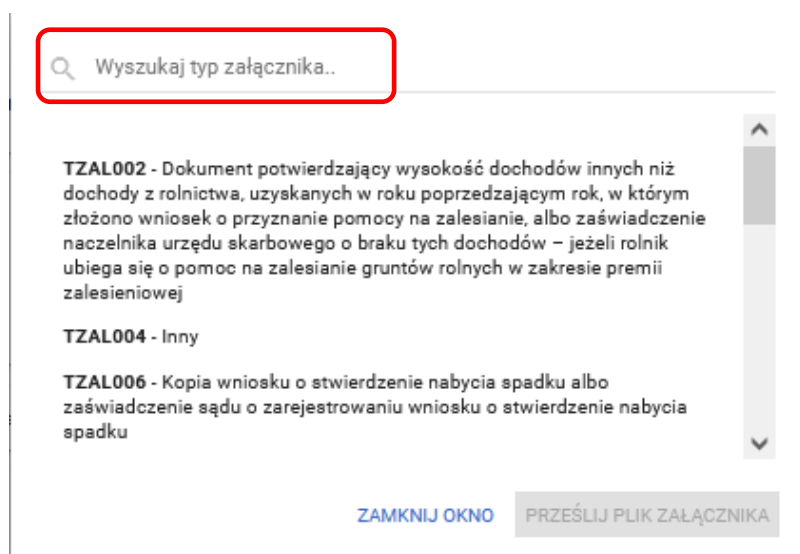 Wyszukaj typ załącznika..
TZAL002 - Dokument potwierdzający wysokość dochodów innych niż
dochody z rolnictwa, uzyskanych w roku poprzedzającym rok, w którym
złożono wniosek o przyznanie pomocy na zalesianie, albo zaświadczenie
naczelnika urzędu skarbowego o braku tych dochodów – jeżeli rolnik
ubiega się o pomoc na zalesianie gruntów rolnych w zakresie premii
zalesieniowej
TZAL004 - Inny
TZAL006 - Kopia wniosku o stwierdzenie nabycia spadku albo
zaświadczenie sądu o zarejestrowaniu wniosku o stwierdzenie nabycia
spadku
ZAMKNIJ OKNO PRZEŚLIJ PLIK ZAŁĄCZNIKA